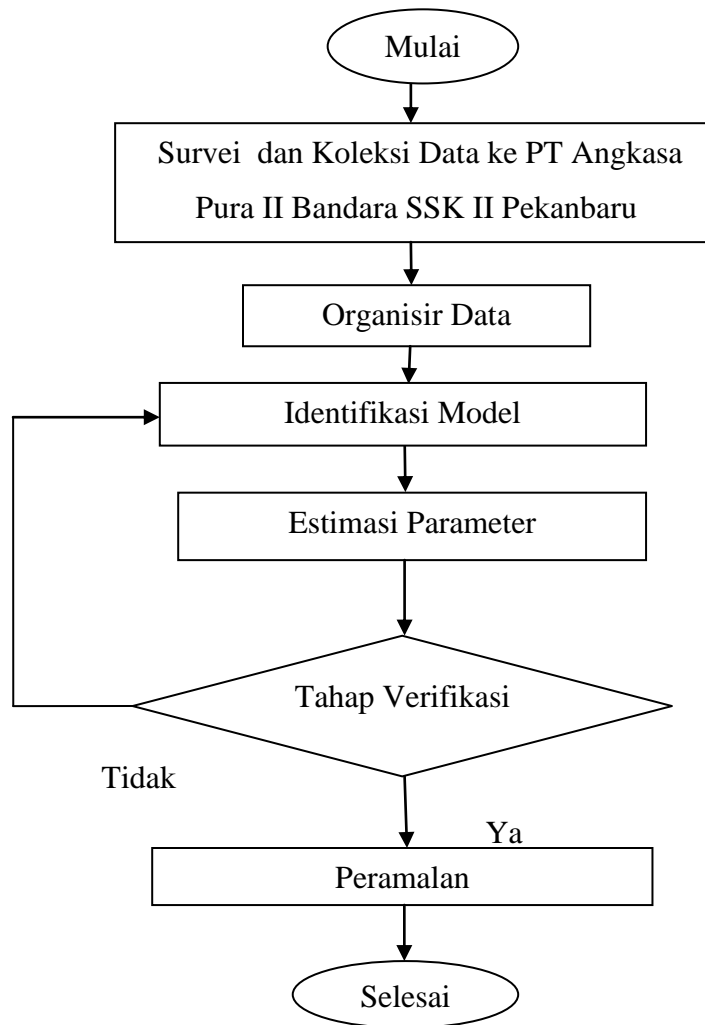 Mulai
Survei dan Koleksi Data ke PT Angkasa
Pura II Bandara SSK II Pekanbaru
Organisir Data
Identifikasi Model
Estimasi Parameter
Tahap Verifikasi
Tidak
Ya
Peramalan
Selesai